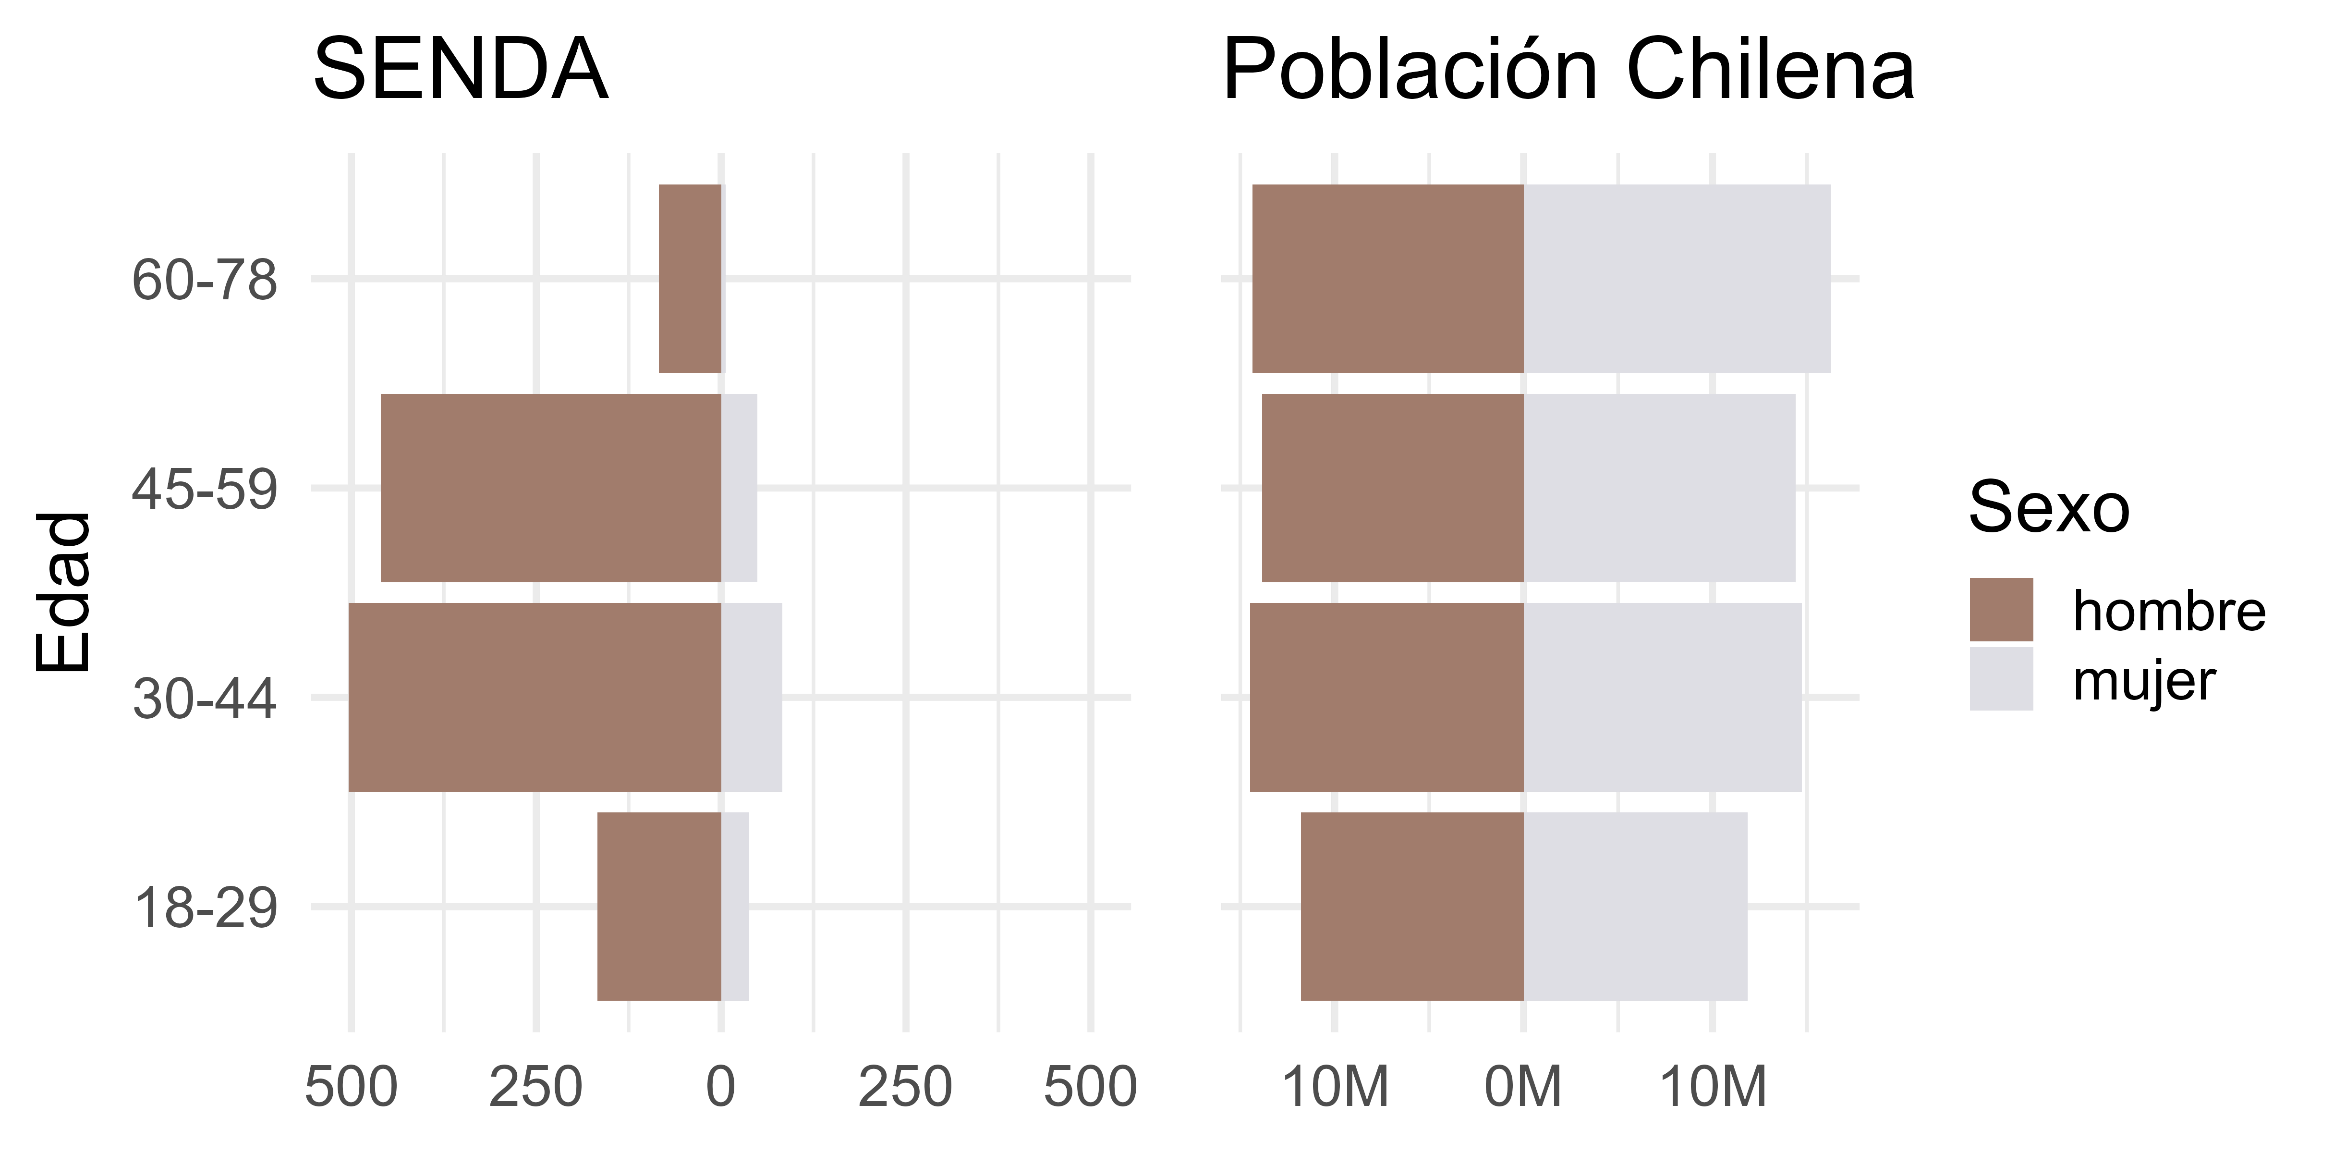 SENDA
Población Chilena
Edad
60-78
45-59
30-44
18-29
500 250 0 250 500
10M 0M 10M
Sexo
hombre
mujer